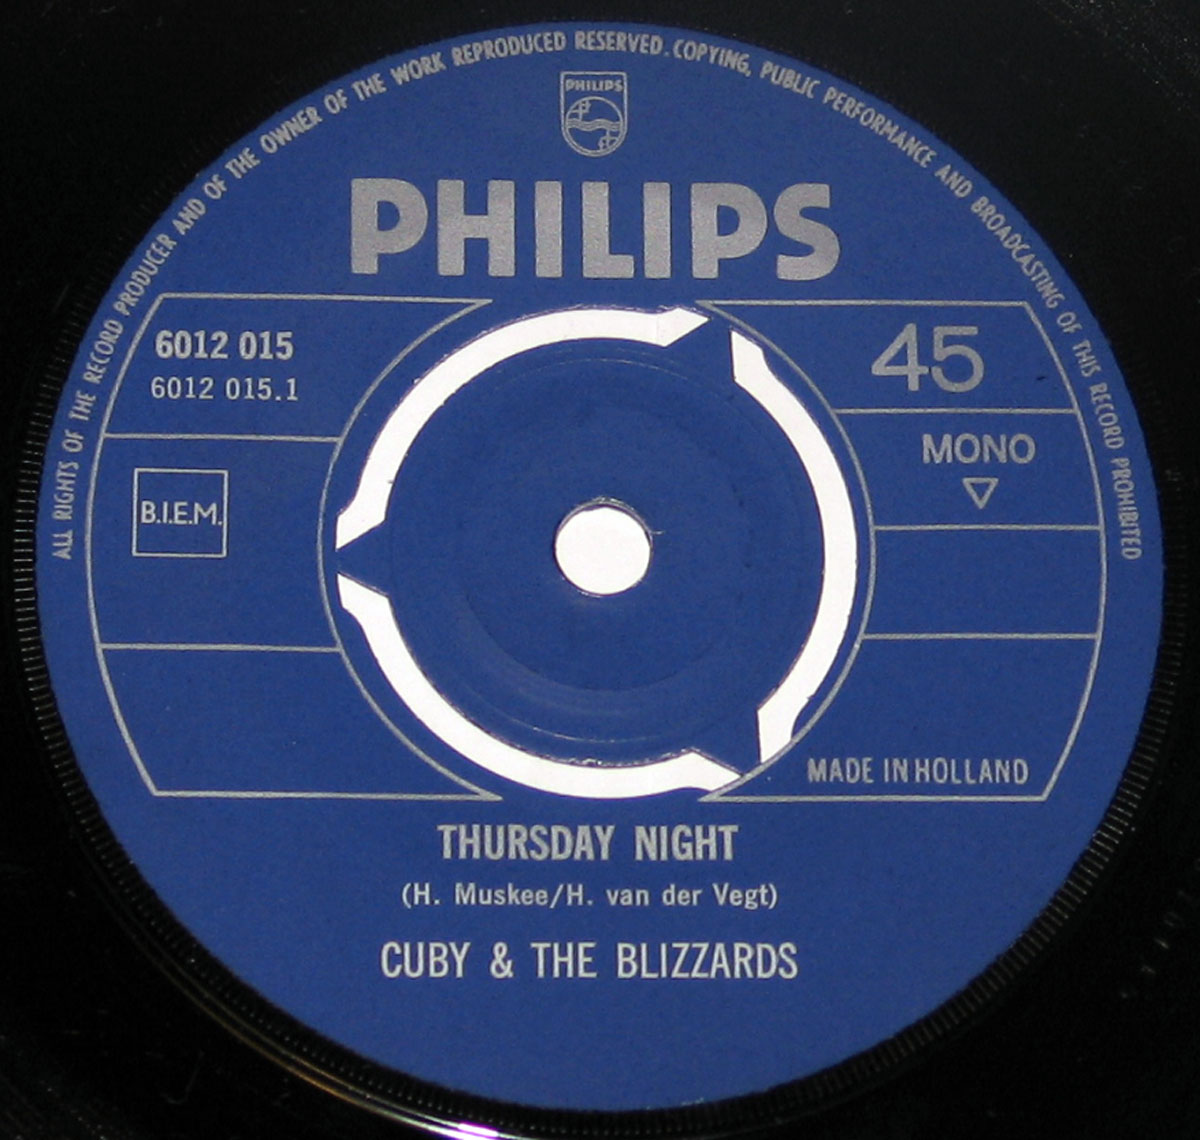 ALL RIGHTS OF THE RECORD PRODUCER AND OF THE OWNER OF THE WORK REPRODUCED RESERVED. COPYING, PUBLIC PERFORMANCE AND BROADCASTING OF THIS RECORD PROHIBITED
PHILIPS
PHILIPS
6012 015
6012 015.1
45
MONO
B.I.E.M.
MADE IN HOLLAND
THURSDAY NIGHT
(H. Muskee/H. van der Vegt)
CUBY & THE BLIZZARDS